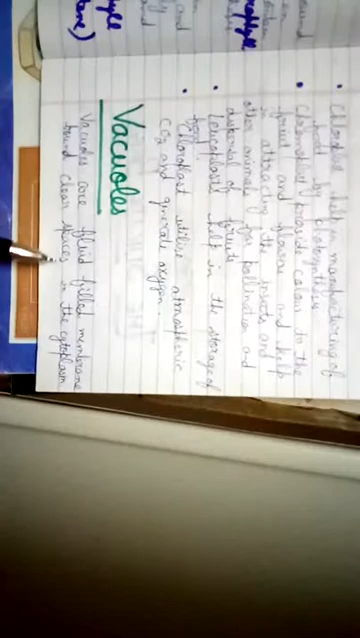 • Chloroplast help in manufacturing of
food by photosynthesis
• Chromoplast provide colour to the
fruit and flower and help
in attracting the insects and
other animals for pollination and
dispersal of fruits
• Leucoplast help in the storage of
food.
• Chloroplast utilise atmospheric
CO2 and generate oxygen.
Vacuoles
Vacuoles are fluid filled membrane
bound clear spaces in the cytoplasm